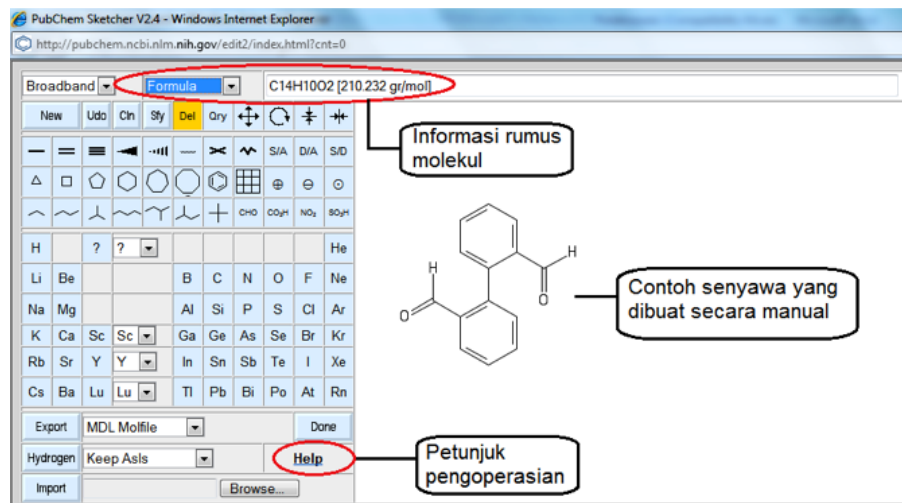 PubChem Sketcher V2.4 - Windows Internet Explorer
http://pubchem.ncbi.nlm.nih.gov/edit2/index.html?cnt=0
Broadband Formula C14H10O2 [210.232 gr/mol]
New Udo Cln Sfy Del Qry
Informasi rumus
molekul
S/A D/A S/D
CHO CO₂H NO₂ SO₃H
H ? ? He
Li Be B C N O F Ne
Na Mg Al Si P S Cl Ar
K Ca Sc Sc Ga Ge As Se Br Kr
Rb Sr Y Y In Sn Sb Te I Xe
Cs Ba Lu Lu Tl Pb Bi Po At Rn
H
H
O
O
Contoh senyawa yang
dibuat secara manual
Export MDL Molfile Done
Hydrogen Keep AsIs Help
Import Browse...
Petunjuk
pengoperasian